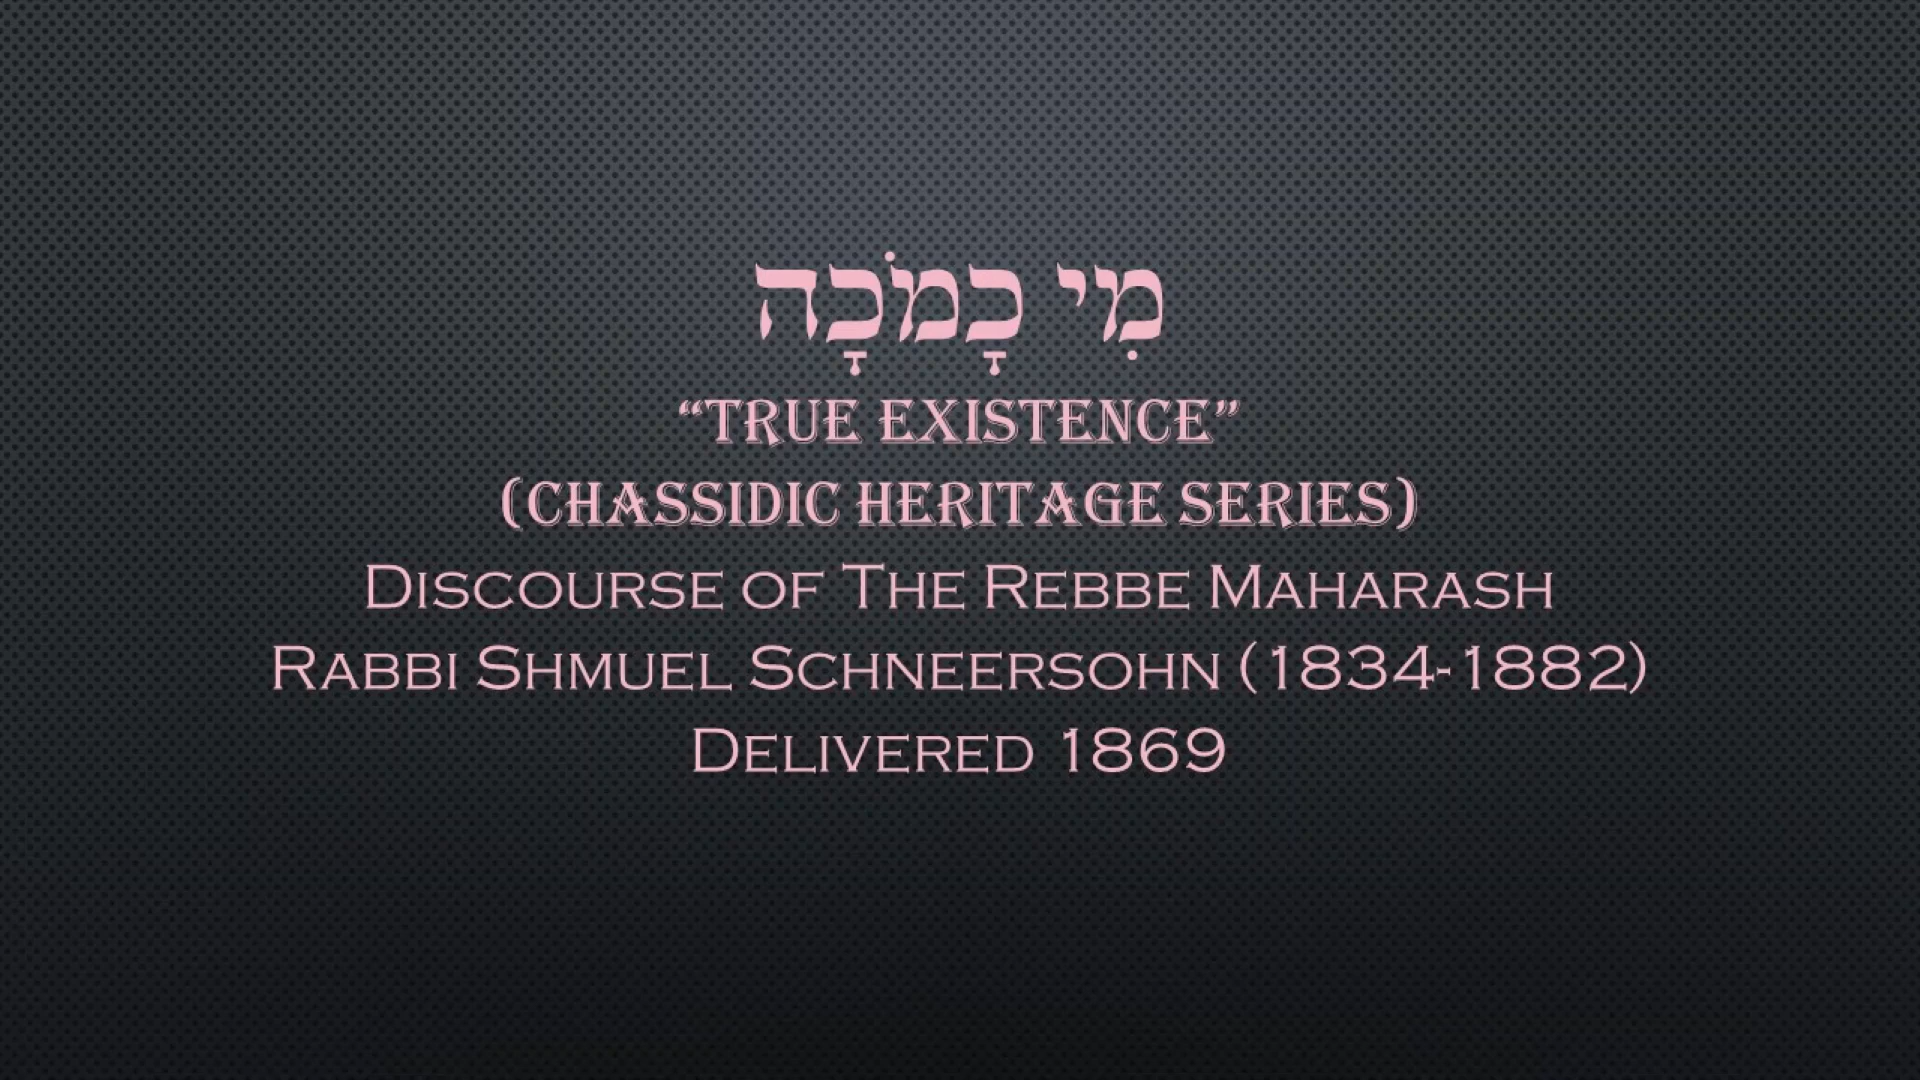 מִי כָמֹכָה
“TRUE EXISTENCE”
(CHASSIDIC HERITAGE SERIES)
DISCOURSE OF THE REBBE MAHARASH
RABBI SHMUEL SCHNEERSOHN (1834-1882)
DELIVERED 1869